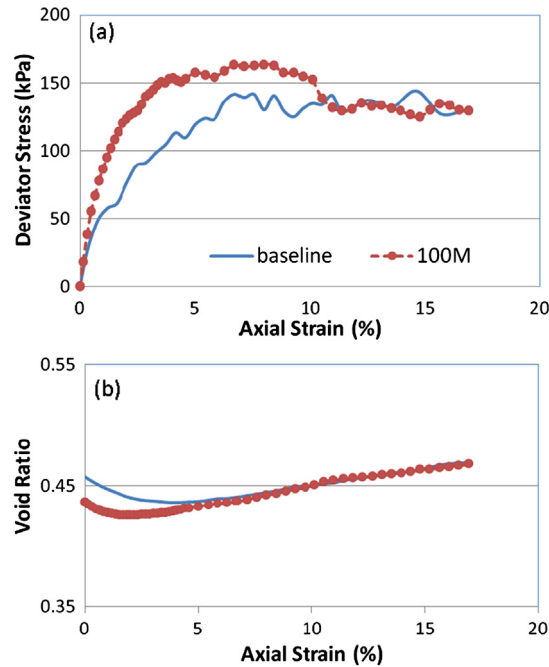 (a)
Deviator Stress (kPa)
200
150
100
50
0
baseline
100M
0 5 10 15 20
Axial Strain (%)
(b)
Void Ratio
0.55
0.45
0.35
0 5 10 15 20
Axial Strain (%)